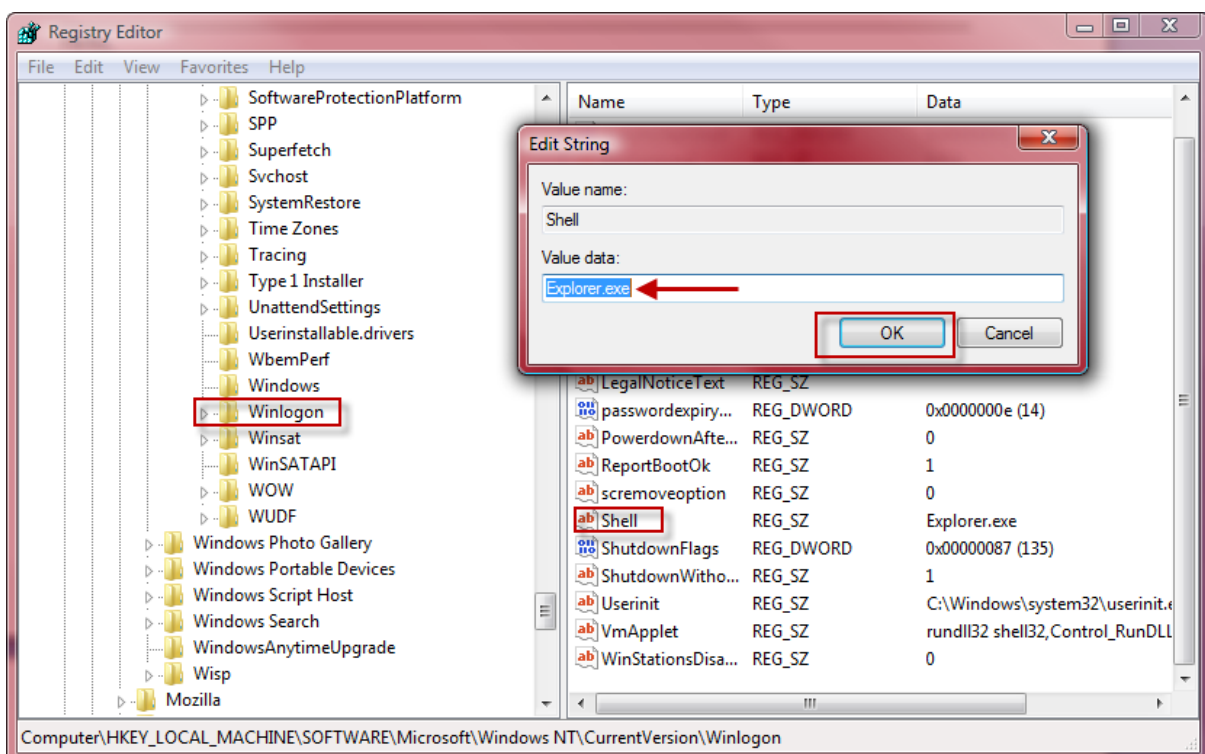 Registry Editor
File Edit View Favorites Help
SoftwareProtectionPlatform
SPP
Superfetch
Svchost
SystemRestore
Time Zones
Tracing
Type 1 Installer
UnattendSettings
Userinstallable.drivers
WbemPerf
Windows
Winlogon
Winsat
WinSATAPI
WOW
WUDF
Windows Photo Gallery
Windows Portable Devices
Windows Script Host
Windows Search
WindowsAnytimeUpgrade
Wisp
Mozilla
Name Type Data
Edit String
Value name:
Shell
Value data:
Explorer.exe
OK Cancel
LegalNoticeText REG_SZ
passwordexpiry... REG_DWORD 0x0000000e (14)
PowerdownAfte... REG_SZ 0
ReportBootOk REG_SZ 1
scremoveoption REG_SZ 0
Shell REG_SZ Explorer.exe
ShutdownFlags REG_DWORD 0x00000087 (135)
ShutdownWitho... REG_SZ 1
Userinit REG_SZ C:\Windows\system32\userinit.e
VmApplet REG_SZ rundll32 shell32,Control_RunDLL
WinStationsDisa... REG_SZ 0
Computer\HKEY_LOCAL_MACHINE\SOFTWARE\Microsoft\Windows NT\CurrentVersion\Winlogon